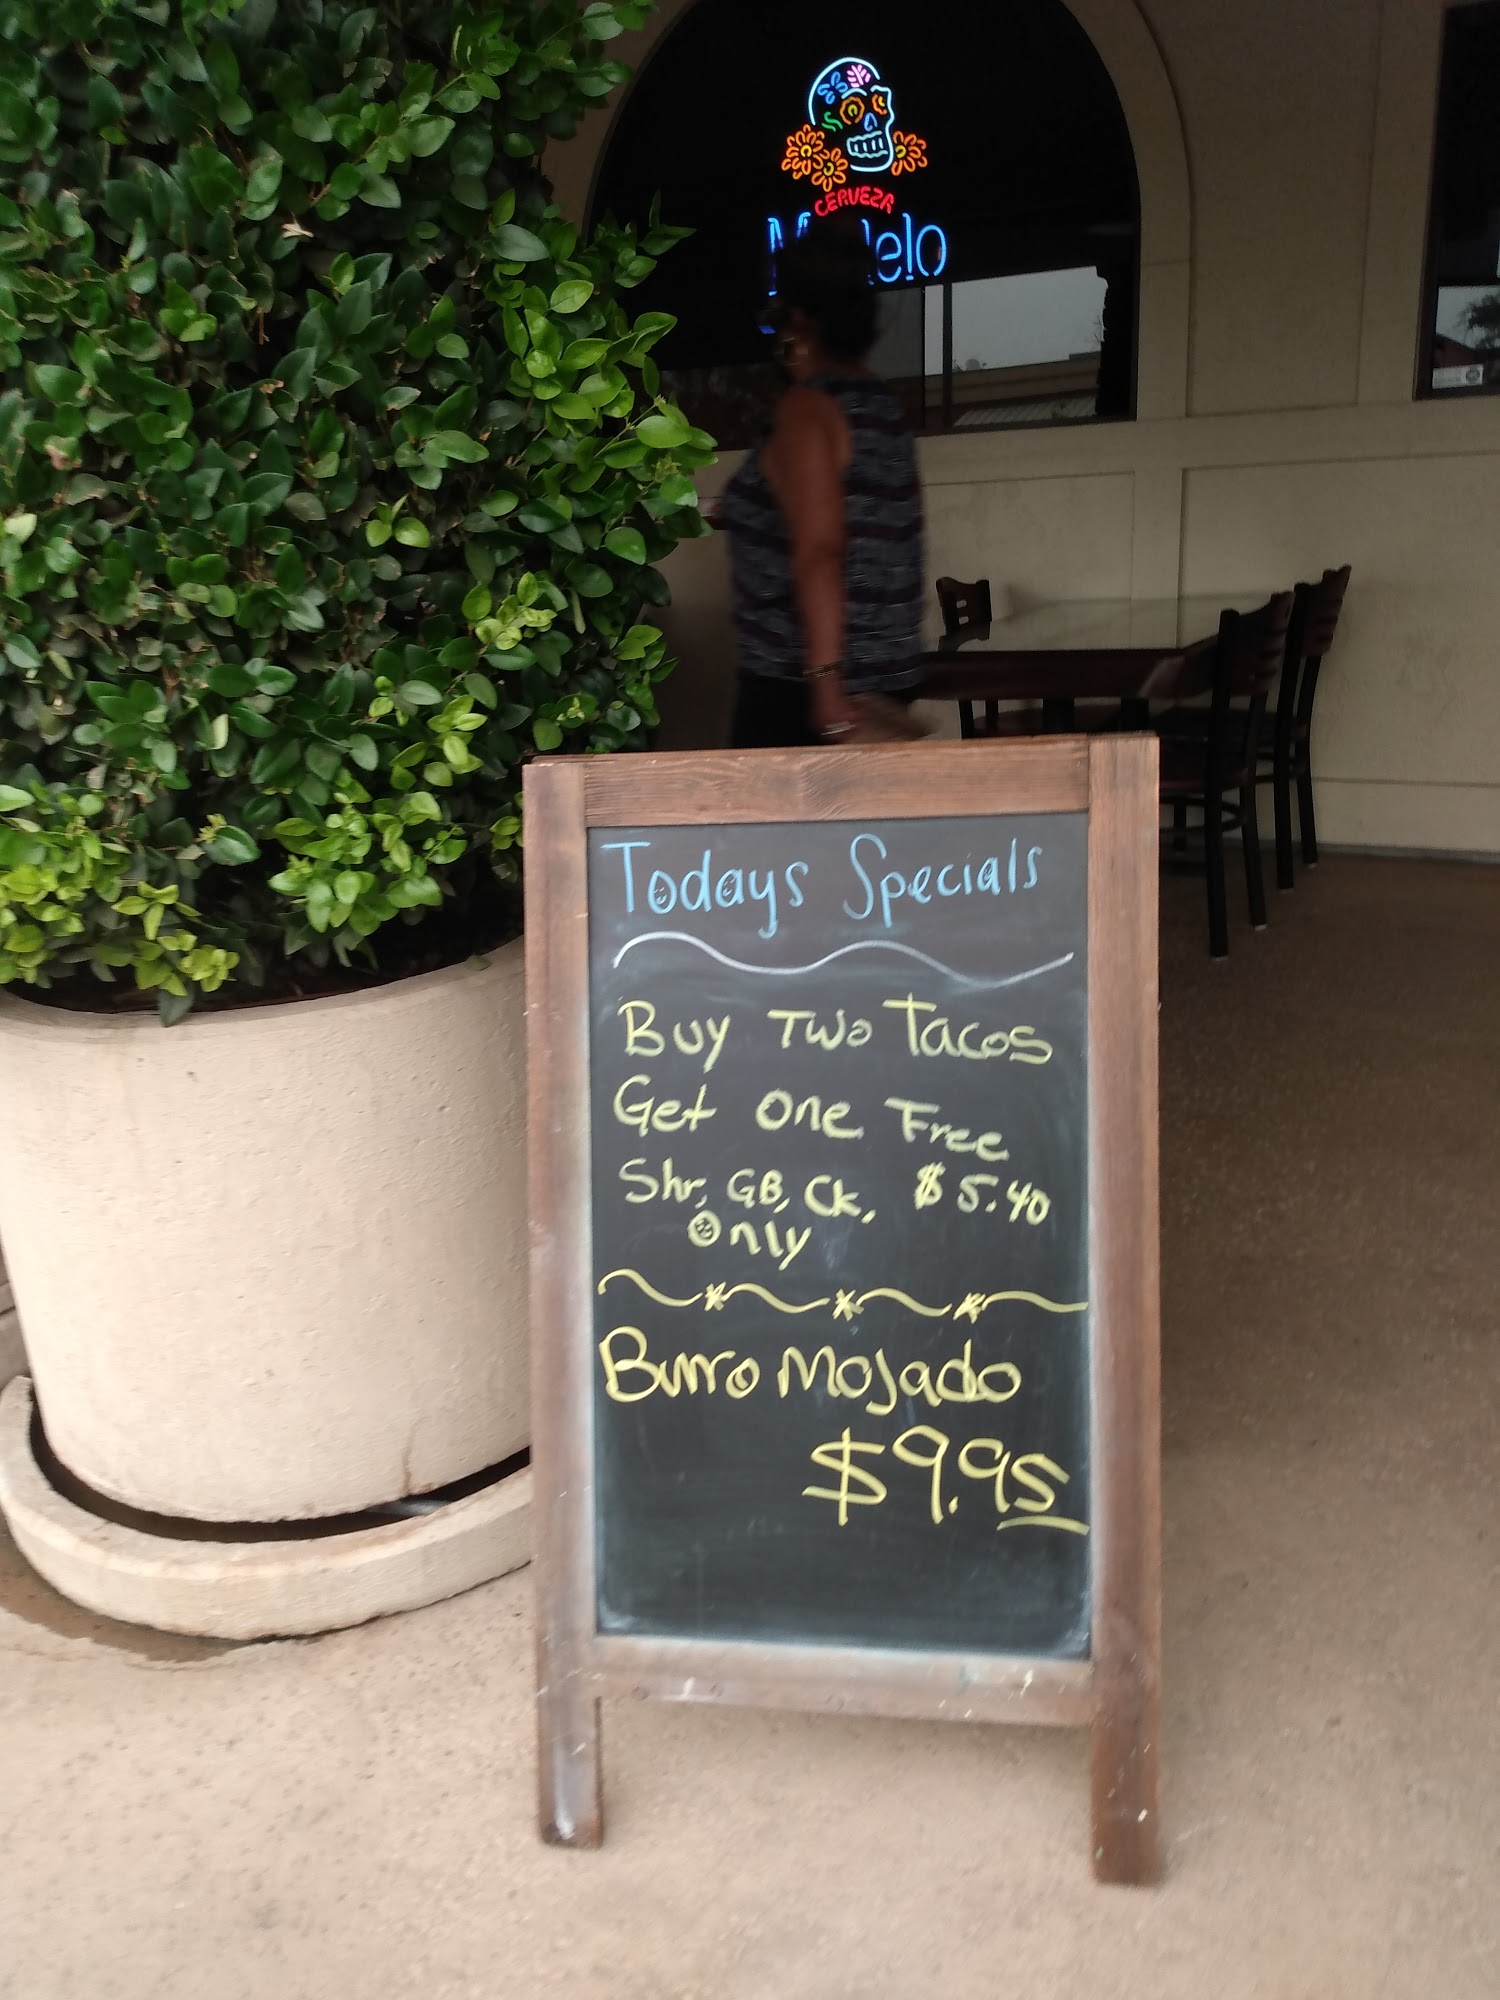 CERVEZA
Modelo
Todays Specials
Buy Two Tacos
Get One Free
Shr, GB, Ck, $5.40
Only
Burro Mojado
$9.95